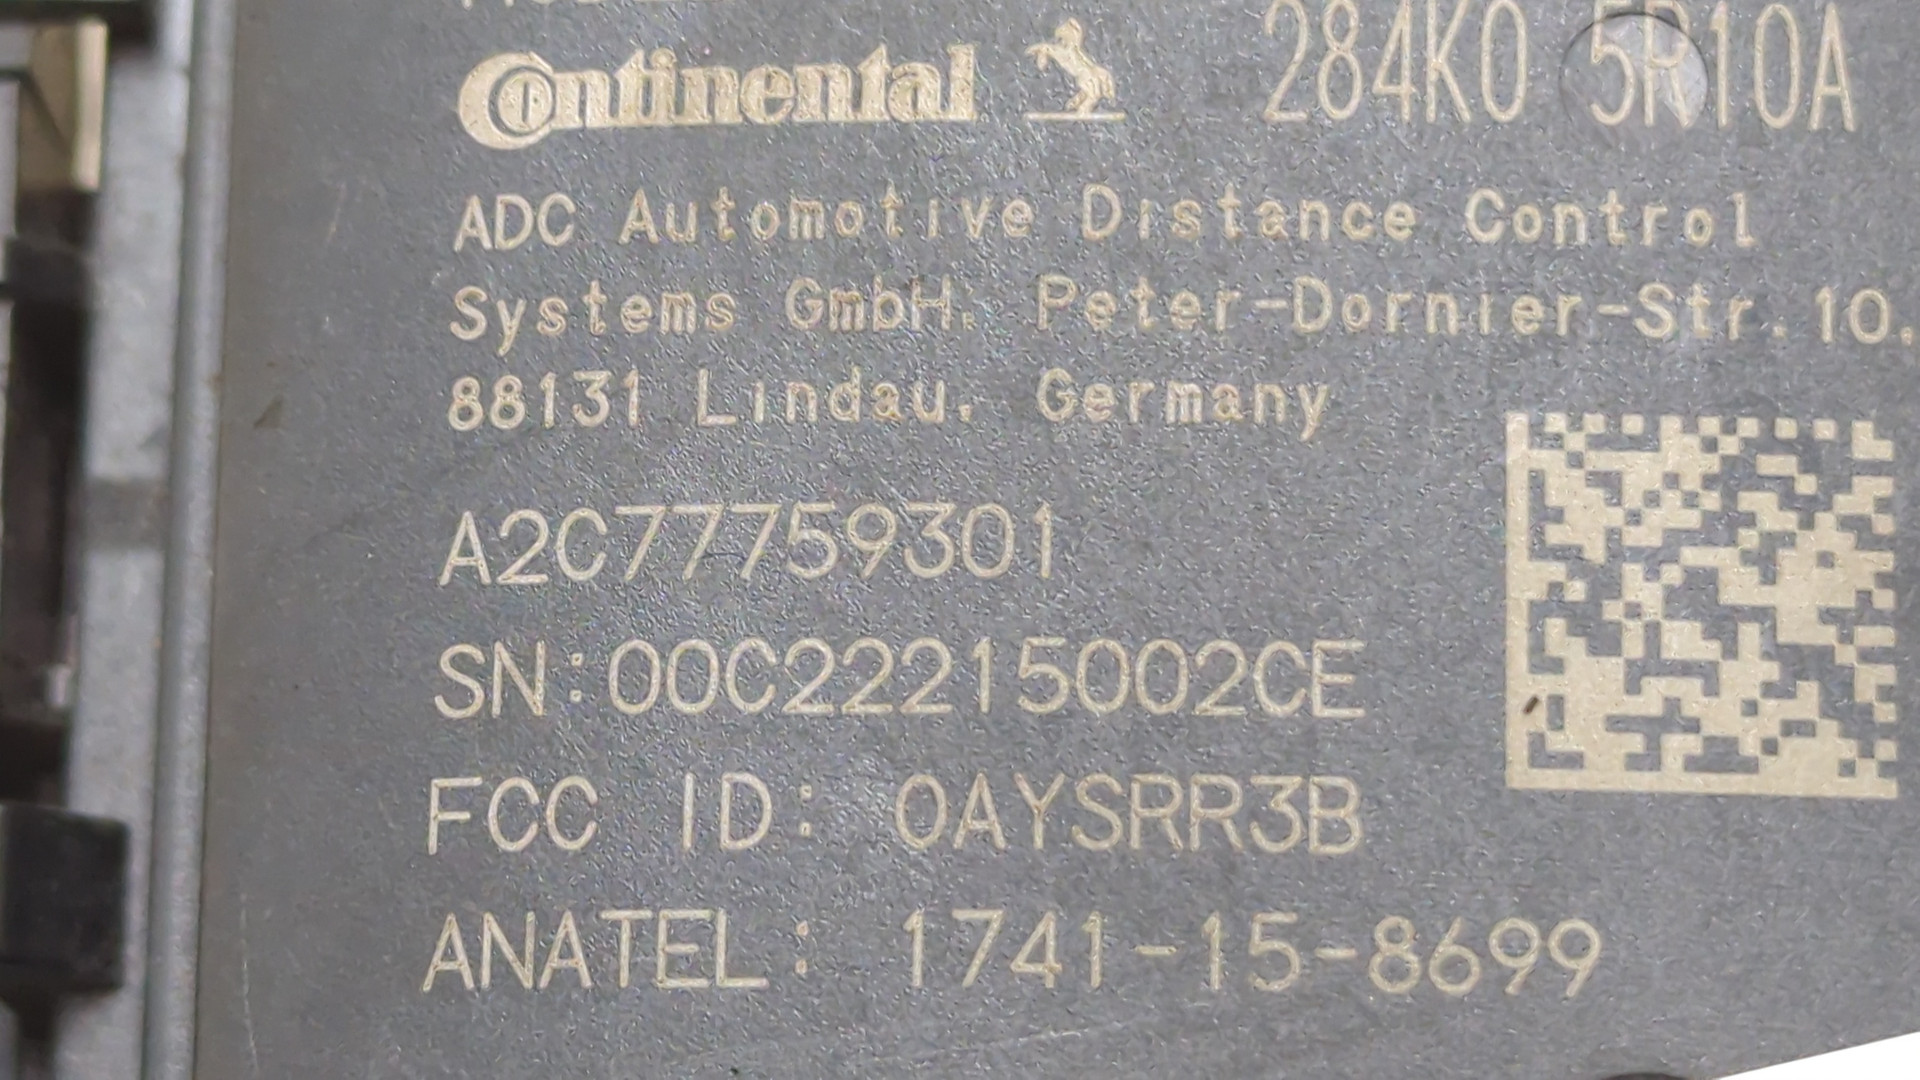 Continental 284K0 5R10A
ADC Automotive Distance Control
Systems GmbH. Peter-Dornier-Str.10.
88131 Lindau. Germany
A2C77759301
SN:00C22215002CE
FCC ID: OAYSRR3B
ANATEL: 1741-15-8699